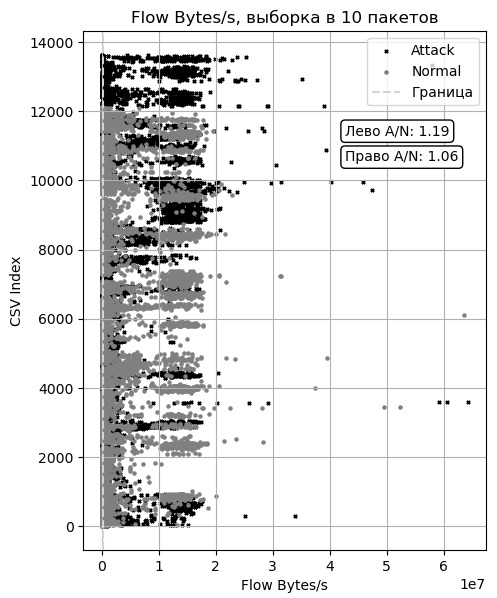 Flow Bytes/s, выборка в 10 пакетов
Attack
Normal
Граница
Лево A/N: 1.19
Право A/N: 1.06
CSV Index
14000
12000
10000
8000
6000
4000
2000
0
0 1 2 3 4 5 6
1e7
Flow Bytes/s